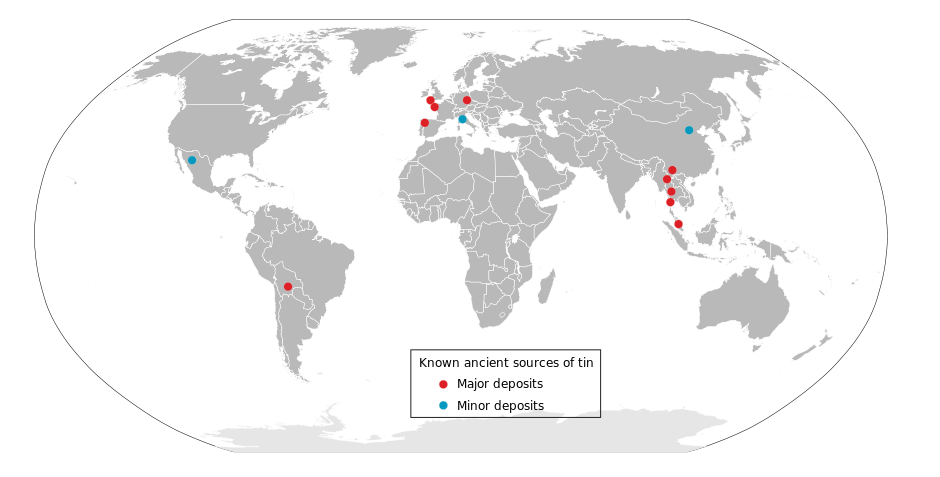 Known ancient sources of tin
Major deposits
Minor deposits